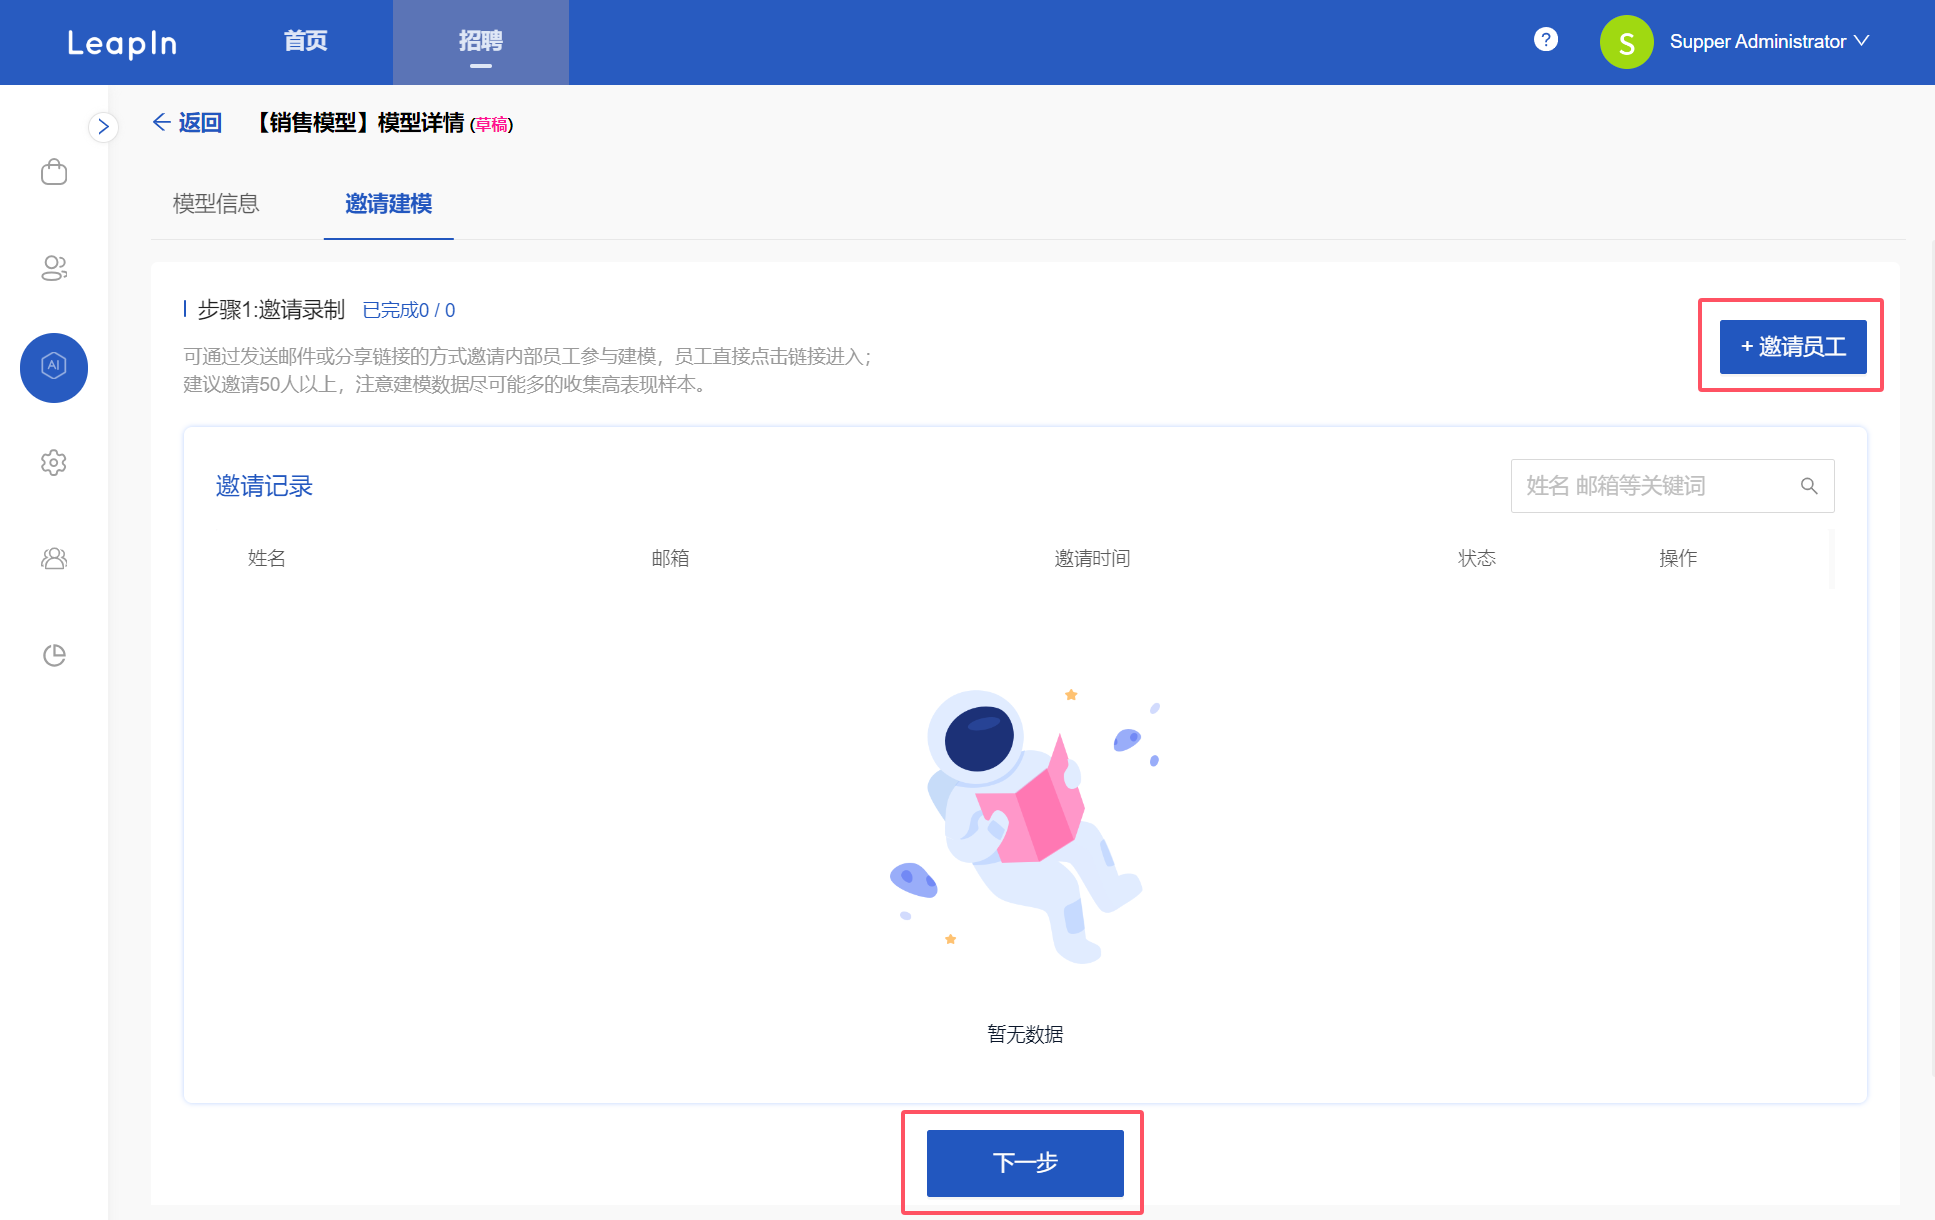 LeapIn
首页
招聘
?
S
Supper Administrator
返回
【销售模型】模型详情 (草稿)
AI
模型信息
邀请建模
步骤1:邀请录制 已完成0 / 0
可通过发送邮件或分享链接的方式邀请内部员工参与建模，员工直接点击链接进入；
建议邀请50人以上，注意建模数据尽可能多的收集高表现样本。
+ 邀请员工
邀请记录
姓名 邮箱等关键词
姓名 邮箱 邀请时间 状态 操作
暂无数据
下一步